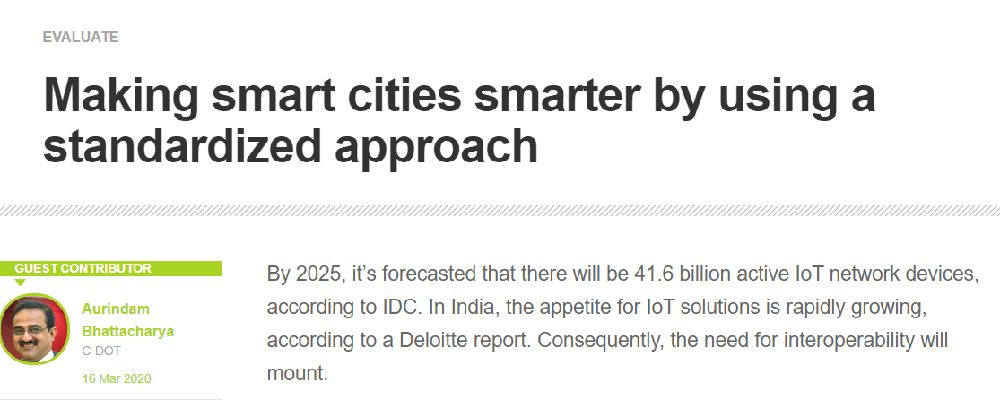 EVALUATE
Making smart cities smarter by using a
standardized approach
GUEST CONTRIBUTOR
Aurindam
Bhattacharya
C-DOT
16 Mar 2020
By 2025, it’s forecasted that there will be 41.6 billion active IoT network devices,
according to IDC. In India, the appetite for IoT solutions is rapidly growing,
according to a Deloitte report. Consequently, the need for interoperability will
mount.